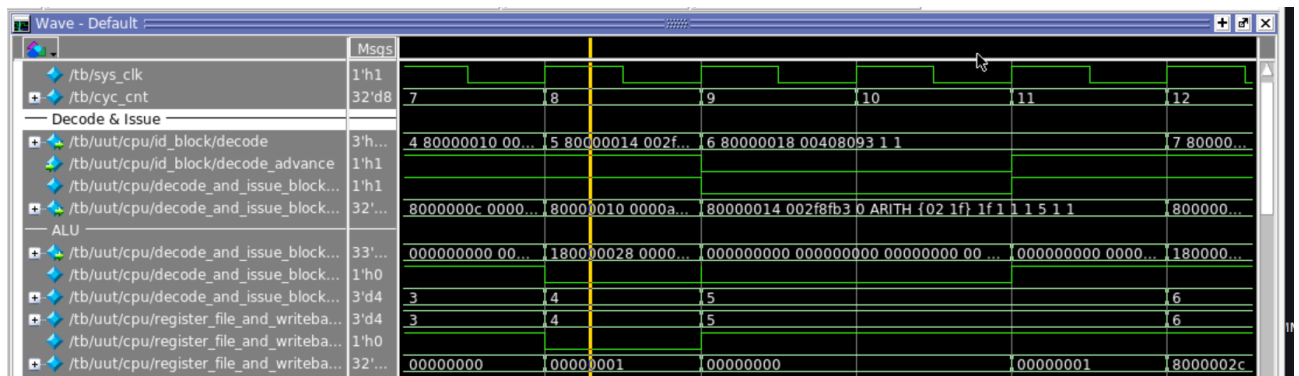 Wave - Default
Msgs
/tb/sys_clk 1'h1
/tb/cyc_cnt 32'd8 7 8 9 10 11 12
Decode & Issue
/tb/uut/cpu/id_block/decode 3'h... 4 80000010 00... 5 80000014 002f... 6 80000018 00408093 1 1 7 80000...
/tb/uut/cpu/id_block/decode_advance 1'h1
/tb/uut/cpu/decode_and_issue_block... 1'h1
/tb/uut/cpu/decode_and_issue_block... 32'... 8000000c 0000... 80000010 0000a... 80000014 002f8fb3 0 ARITH {02 1f} 1f 1 1 1 5 1 1 800000...
ALU
/tb/uut/cpu/decode_and_issue_block... 33'... 000000000 00... 180000028 0000... 000000000 000000000 00000000 00 ... 000000000 0000... 180000...
/tb/uut/cpu/decode_and_issue_block... 1'h0
/tb/uut/cpu/decode_and_issue_block... 3'd4 3 4 5 6
/tb/uut/cpu/register_file_and_writeba... 3'd4 3 4 5 6
/tb/uut/cpu/register_file_and_writeba... 1'h0
/tb/uut/cpu/register_file_and_writeba... 32'... 00000000 00000001 00000000 00000001 8000002c